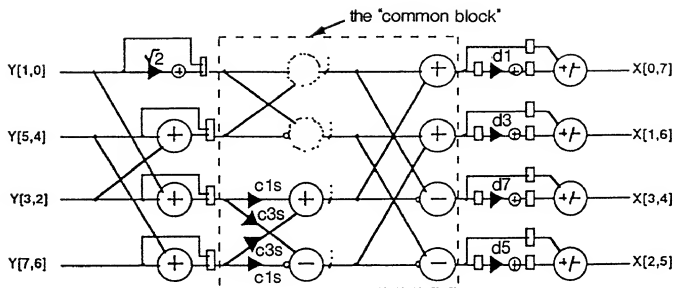 the "common block"
Y[1,0] √2 + d1 + +/- X[0,7]
Y[5,4] + + d3 + +/- X[1,6]
Y[3,2] + c1s + - d7 + +/- X[3,4]
c3s
c3s
Y[7,6] + c1s - - d5 + +/- X[2,5]
+